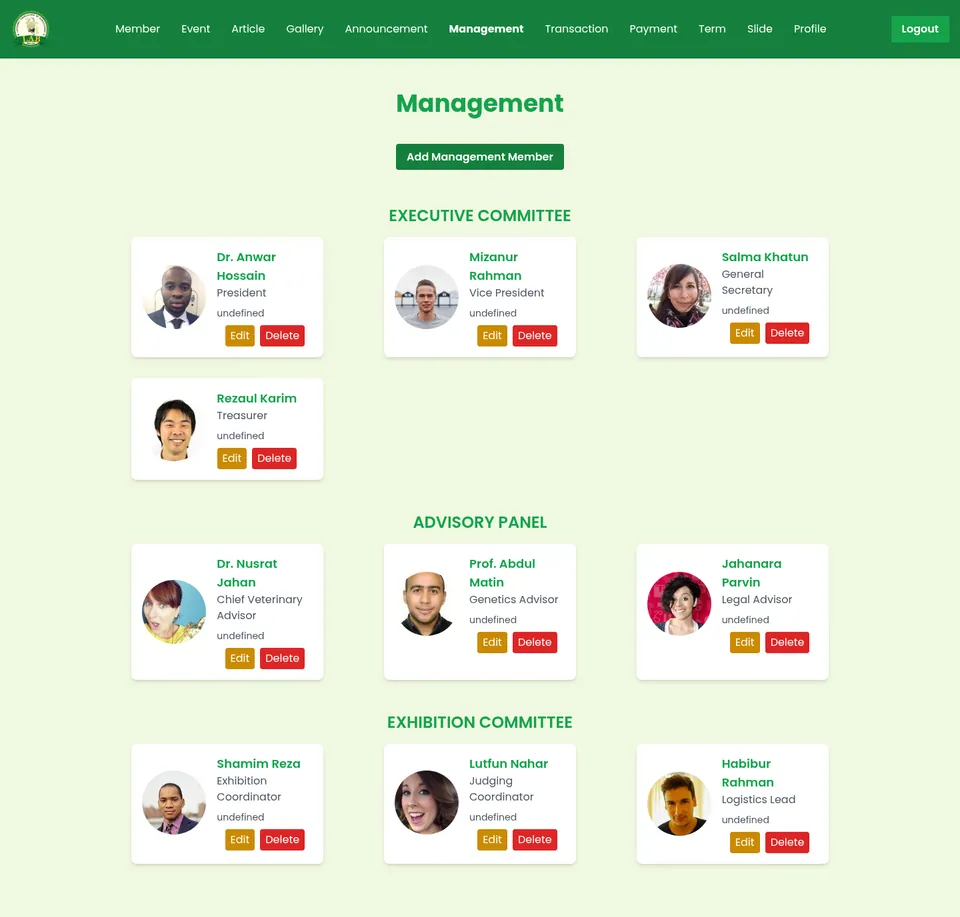 Member Event Article Gallery Announcement Management Transaction Payment Term Slide Profile Logout
Management
Add Management Member
EXECUTIVE COMMITTEE
Dr. Anwar
Hossain
President
undefined
Edit Delete
Mizanur
Rahman
Vice President
undefined
Edit Delete
Salma Khatun
General
Secretary
undefined
Edit Delete
Rezaul Karim
Treasurer
undefined
Edit Delete
ADVISORY PANEL
Dr. Nusrat
Jahan
Chief Veterinary
Advisor
undefined
Edit Delete
Prof. Abdul
Matin
Genetics Advisor
undefined
Edit Delete
Jahanara
Parvin
Legal Advisor
undefined
Edit Delete
EXHIBITION COMMITTEE
Shamim Reza
Exhibition
Coordinator
undefined
Edit Delete
Lutfun Nahar
Judging
Coordinator
undefined
Edit Delete
Habibur
Rahman
Logistics Lead
undefined
Edit Delete